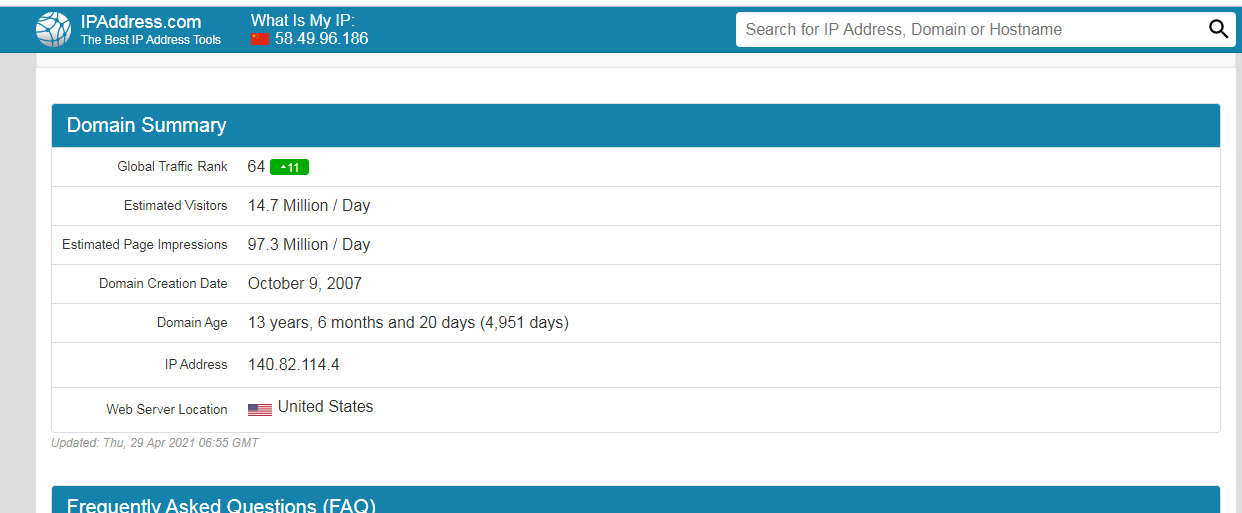 IPAddress.com
The Best IP Address Tools
What Is My IP:
58.49.96.186
Search for IP Address, Domain or Hostname
Domain Summary
Global Traffic Rank 64 11
Estimated Visitors 14.7 Million / Day
Estimated Page Impressions 97.3 Million / Day
Domain Creation Date October 9, 2007
Domain Age 13 years, 6 months and 20 days (4,951 days)
IP Address 140.82.114.4
Web Server Location United States
Updated: Thu, 29 Apr 2021 06:55 GMT
Frequently Asked Questions (FAQ)